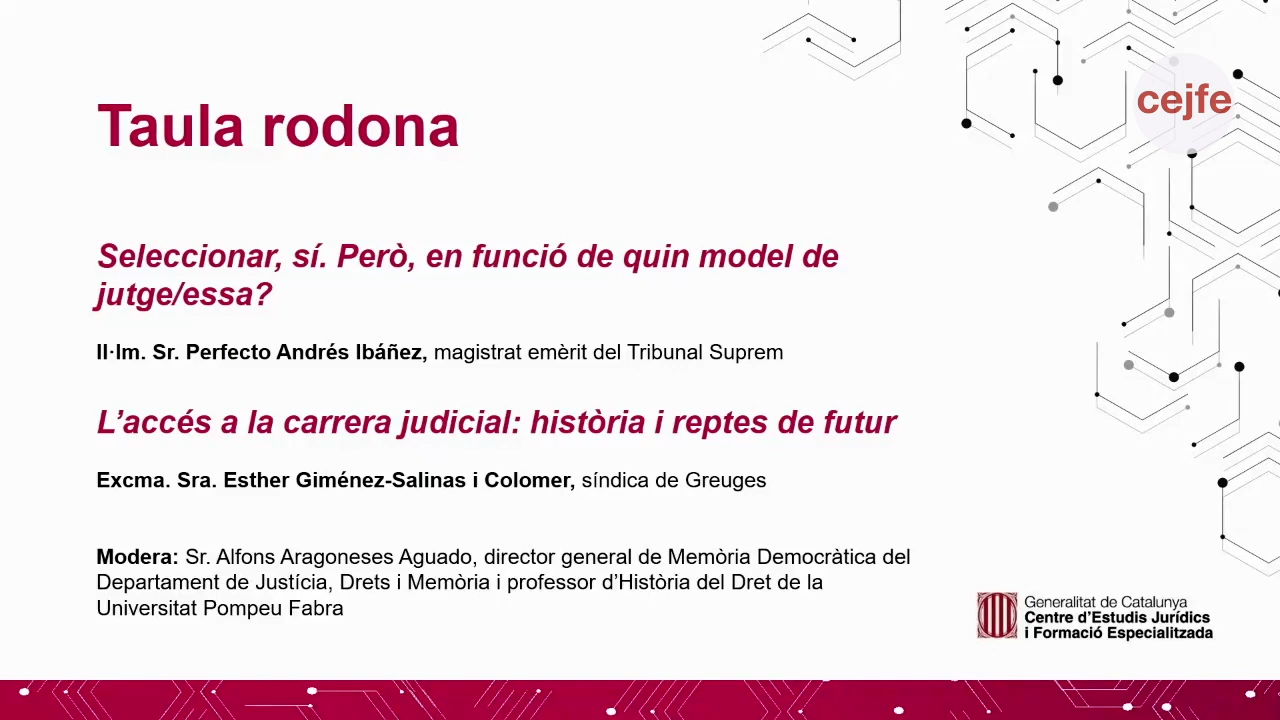 cejfe
Taula rodona
Seleccionar, sí. Però, en funció de quin model de
jutge/essa?
Il·lm. Sr. Perfecto Andrés Ibáñez, magistrat emèrit del Tribunal Suprem
L’accés a la carrera judicial: història i reptes de futur
Excma. Sra. Esther Giménez-Salinas i Colomer, síndica de Greuges
Modera: Sr. Alfons Aragoneses Aguado, director general de Memòria Democràtica del
Departament de Justícia, Drets i Memòria i professor d’Història del Dret de la
Universitat Pompeu Fabra
Generalitat de Catalunya
Centre d’Estudis Jurídics
i Formació Especialitzada